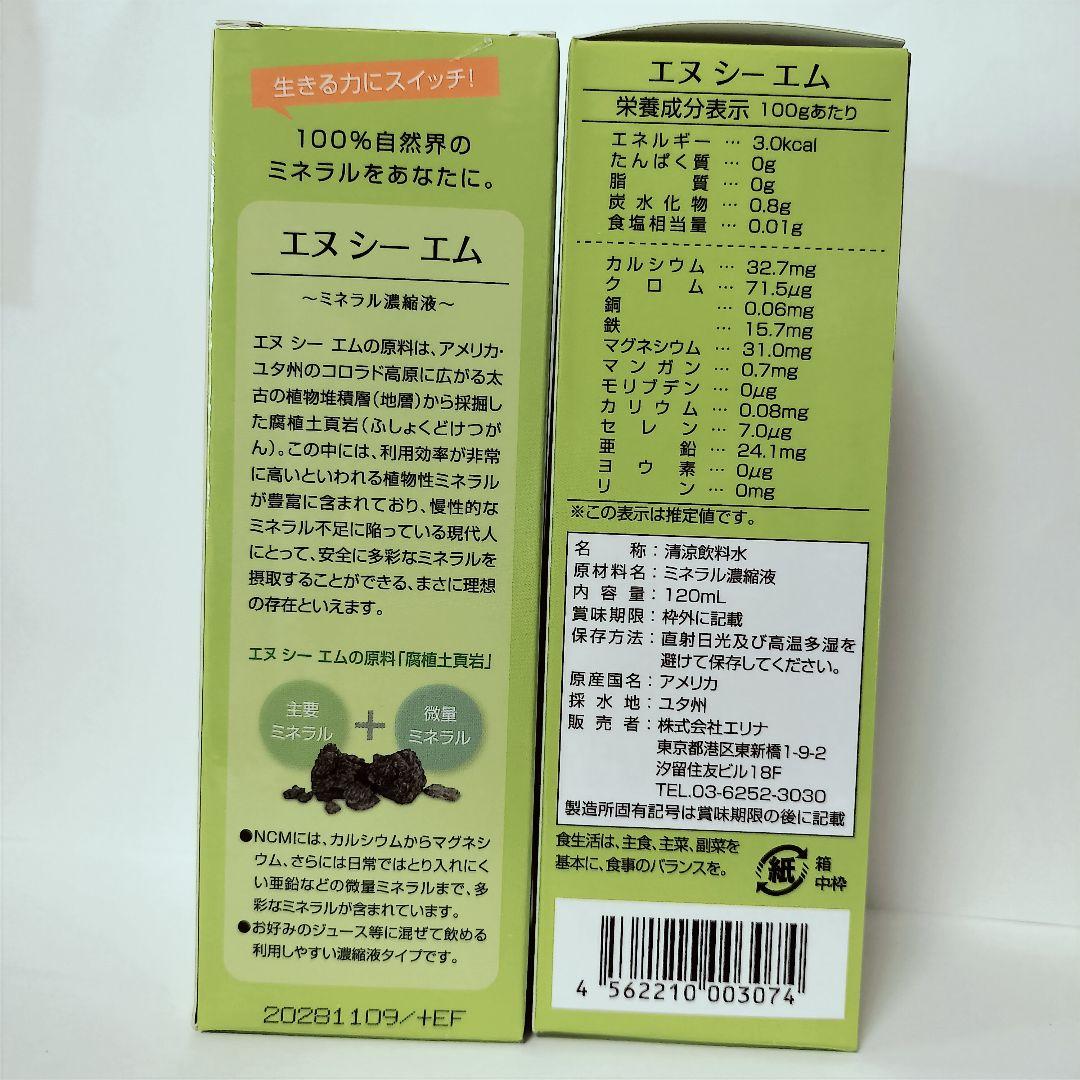 生きる力にスイッチ!
100%自然界の
ミネラルをあなたに。
エヌ シー エム
～ミネラル濃縮液～
エヌ シー エムの原料は、アメリカ・
ユタ州のコロラド高原に広がる太
古の植物堆積層(地層)から採掘し
た腐植土頁岩(ふしょくどけつが
ん)。この中には、利用効率が非常
に高いといわれる植物性ミネラル
が豊富に含まれており、慢性的な
ミネラル不足に陥っている現代人
にとって、安全に多彩なミネラルを
摂取することができる、まさに理想
の存在といえます。
エヌ シー エムの原料「腐植土頁岩」
主要
ミネラル
+
微量
ミネラル
●NCMには、カルシウムからマグネシ
ウム、さらには日常ではとり入れにく
い亜鉛などの微量ミネラルまで、多
彩なミネラルが含まれています。
●お好みのジュース等に混ぜて飲める
利用しやすい濃縮液タイプです。
20281109/+EF
エヌ シー エム
栄養成分表示 100gあたり
エネルギー … 3.0kcal
たんぱく質 … 0g
脂質 … 0g
炭水化物 … 0.8g
食塩相当量 … 0.01g
カルシウム … 32.7mg
クロム … 71.5μg
銅 … 0.06mg
鉄 … 15.7mg
マグネシウム … 31.0mg
マンガン … 0.7mg
モリブデン … 0μg
カリウム … 0.08mg
セレン … 7.0μg
亜鉛 … 24.1mg
ヨウ素 … 0μg
リン … 0mg
※この表示は推定値です。
名称：清涼飲料水
原材料名：ミネラル濃縮液
内容量：120mL
賞味期限：枠外に記載
保存方法：直射日光及び高温多湿を
避けて保存してください。
原産国名：アメリカ
採水地：ユタ州
販売者：株式会社エリナ
東京都港区東新橋1-9-2
汐留住友ビル18F
TEL.03-6252-3030
製造所固有記号は賞味期限の後に記載
食生活は、主食、主菜、副菜を
基本に、食事のバランスを。
紙
箱
中枠
4 562210 003074